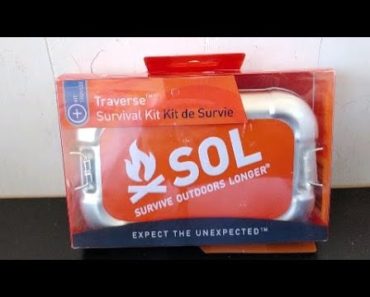 Traverse™
Survival Kit Kit de Survie
SOL
SURVIVE OUTDOORS LONGER®
EXPECT THE UNEXPECTED™